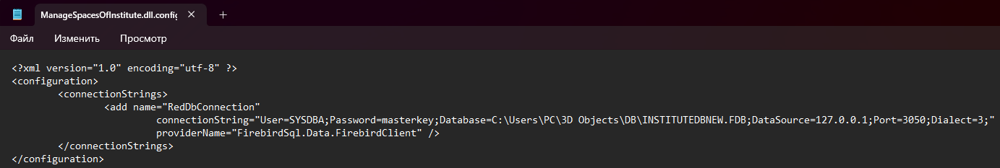 ManageSpacesOfInstitute.dll.config
Файл Изменить Просмотр
<?xml version="1.0" encoding="utf-8" ?>
<configuration>
<connectionStrings>
<add name="RedDbConnection"
connectionString="User=SYSDBA;Password=masterkey;Database=C:\Users\PC\3D Objects\DB\INSTITUTEDBNEW.FDB;DataSource=127.0.0.1;Port=3050;Dialect=3;"
providerName="FirebirdSql.Data.FirebirdClient" />
</connectionStrings>
</configuration>